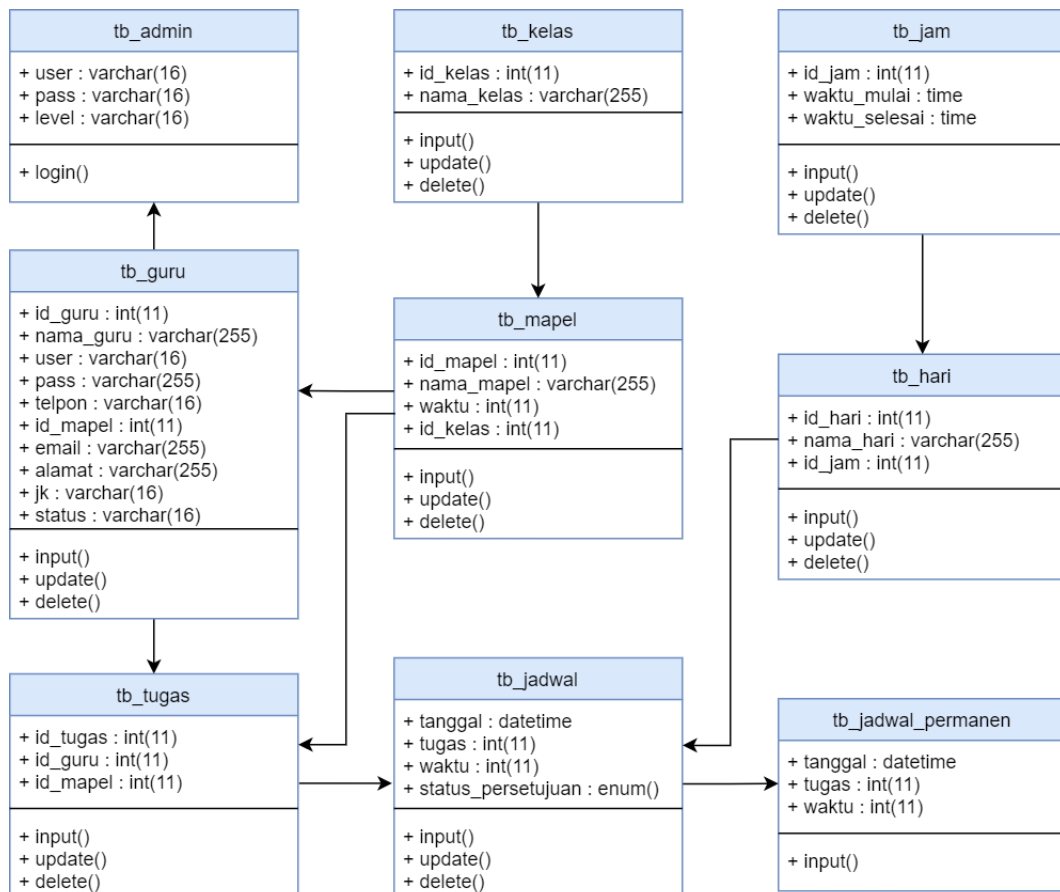 tb_admin
+ user : varchar(16)
+ pass : varchar(16)
+ level : varchar(16)
+ login()
tb_kelas
+ id_kelas : int(11)
+ nama_kelas : varchar(255)
+ input()
+ update()
+ delete()
tb_jam
+ id_jam : int(11)
+ waktu_mulai : time
+ waktu_selesai : time
+ input()
+ update()
+ delete()
tb_guru
+ id_guru : int(11)
+ nama_guru : varchar(255)
+ user : varchar(16)
+ pass : varchar(255)
+ telpon : varchar(16)
+ id_mapel : int(11)
+ email : varchar(255)
+ alamat : varchar(255)
+ jk : varchar(16)
+ status : varchar(16)
+ input()
+ update()
+ delete()
tb_mapel
+ id_mapel : int(11)
+ nama_mapel : varchar(255)
+ waktu : int(11)
+ id_kelas : int(11)
+ input()
+ update()
+ delete()
tb_hari
+ id_hari : int(11)
+ nama_hari : varchar(255)
+ id_jam : int(11)
+ input()
+ update()
+ delete()
tb_tugas
+ id_tugas : int(11)
+ id_guru : int(11)
+ id_mapel : int(11)
+ input()
+ update()
+ delete()
tb_jadwal
+ tanggal : datetime
+ tugas : int(11)
+ waktu : int(11)
+ status_persetujuan : enum()
+ input()
+ update()
+ delete()
tb_jadwal_permanen
+ tanggal : datetime
+ tugas : int(11)
+ waktu : int(11)
+ input()